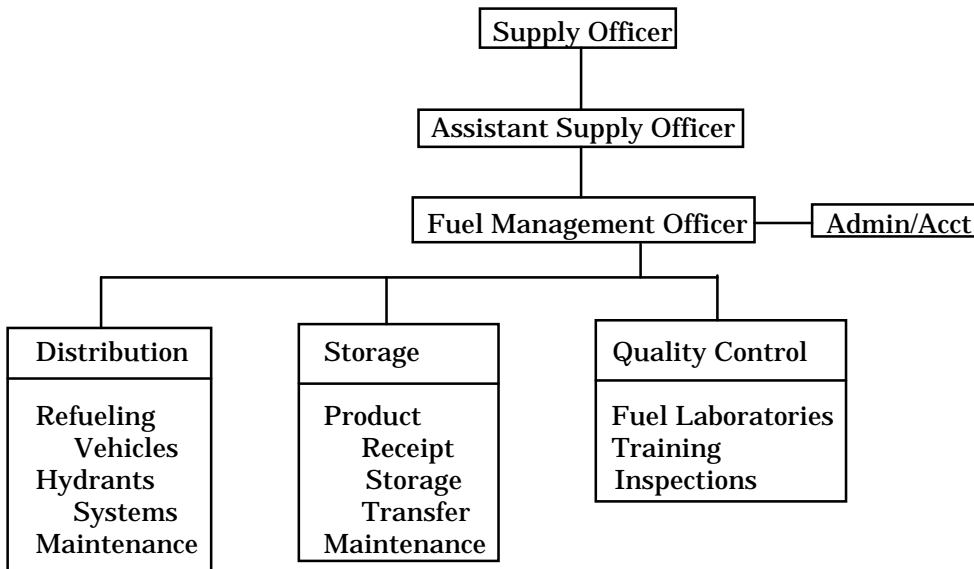 Supply Officer
Assistant Supply Officer
Fuel Management Officer
Admin/Acct
Distribution
Refueling
Vehicles
Hydrants
Systems
Maintenance
Storage
Product
Receipt
Storage
Transfer
Maintenance
Quality Control
Fuel Laboratories
Training
Inspections